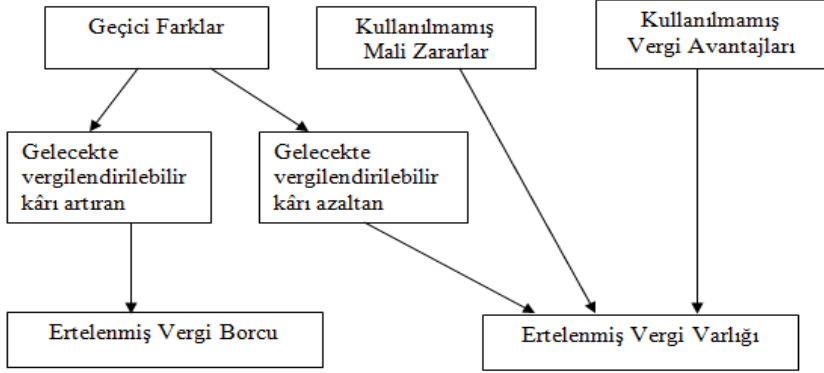 Geçici Farklar
Kullanılmamış
Mali Zararlar
Kullanılmamış
Vergi Avantajları
Gelecekte
vergilendirilebilir
kârı artıran
Gelecekte
vergilendirilebilir
kârı azaltan
Ertelenmiş Vergi Borcu
Ertelenmiş Vergi Varlığı